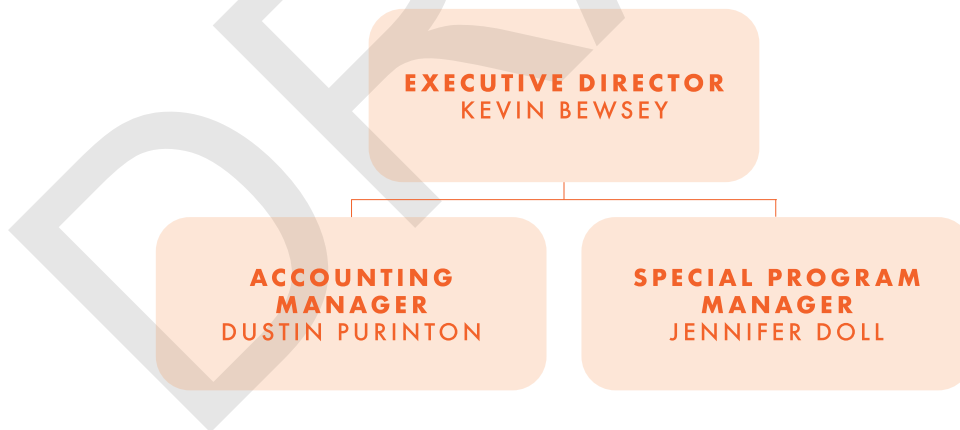 EXECUTIVE DIRECTOR
KEVIN BEWSEY
ACCOUNTING
MANAGER
DUSTIN PURINTON
SPECIAL PROGRAM
MANAGER
JENNIFER DOLL